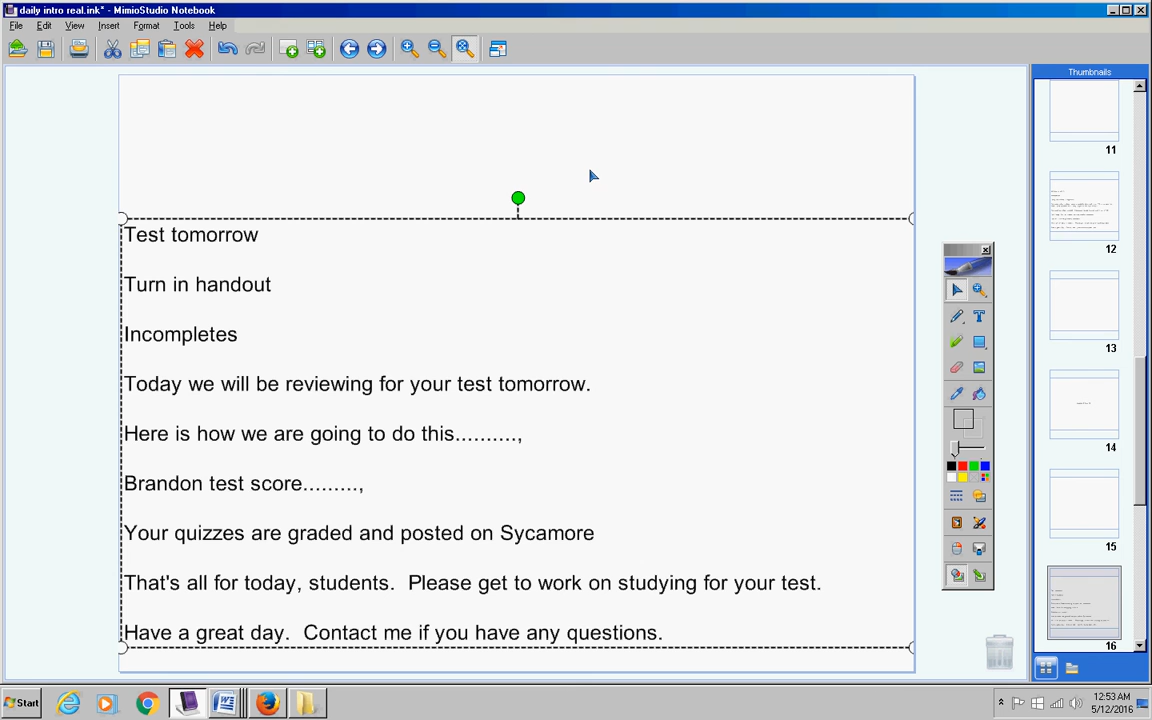 daily intro real.ink* - MimioStudio Notebook
File Edit View Insert Format Tools Help
Thumbnails
11
Test tomorrow
12
Turn in handout
Incompletes
13
Today we will be reviewing for your test tomorrow.
Here is how we are going to do this..........,
14
Brandon test score.........,
Your quizzes are graded and posted on Sycamore
15
That's all for today, students.  Please get to work on studying for your test.
Have a great day.  Contact me if you have any questions.
16
Start
12:53 AM
5/12/2016